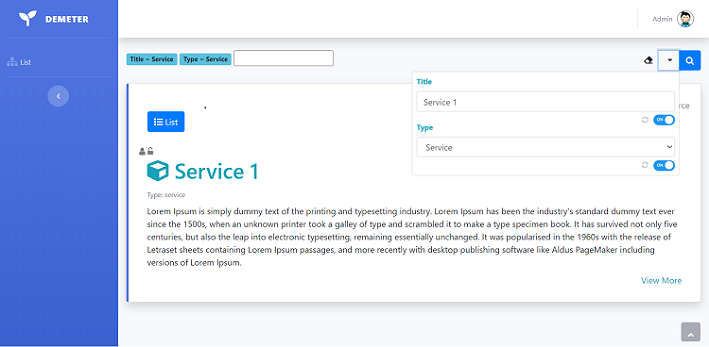 DEMETER
Admin
List
Title ~ Service
Type ~ Service
Title
Service 1
ON
Type
Service
ON
List
Service 1
Type: service
Lorem Ipsum is simply dummy text of the printing and typesetting industry. Lorem Ipsum has been the industry's standard dummy text ever
since the 1500s, when an unknown printer took a galley of type and scrambled it to make a type specimen book. It has survived not only five
centuries, but also the leap into electronic typesetting, remaining essentially unchanged. It was popularised in the 1960s with the release of
Letraset sheets containing Lorem Ipsum passages, and more recently with desktop publishing software like Aldus PageMaker including
versions of Lorem Ipsum.
View More